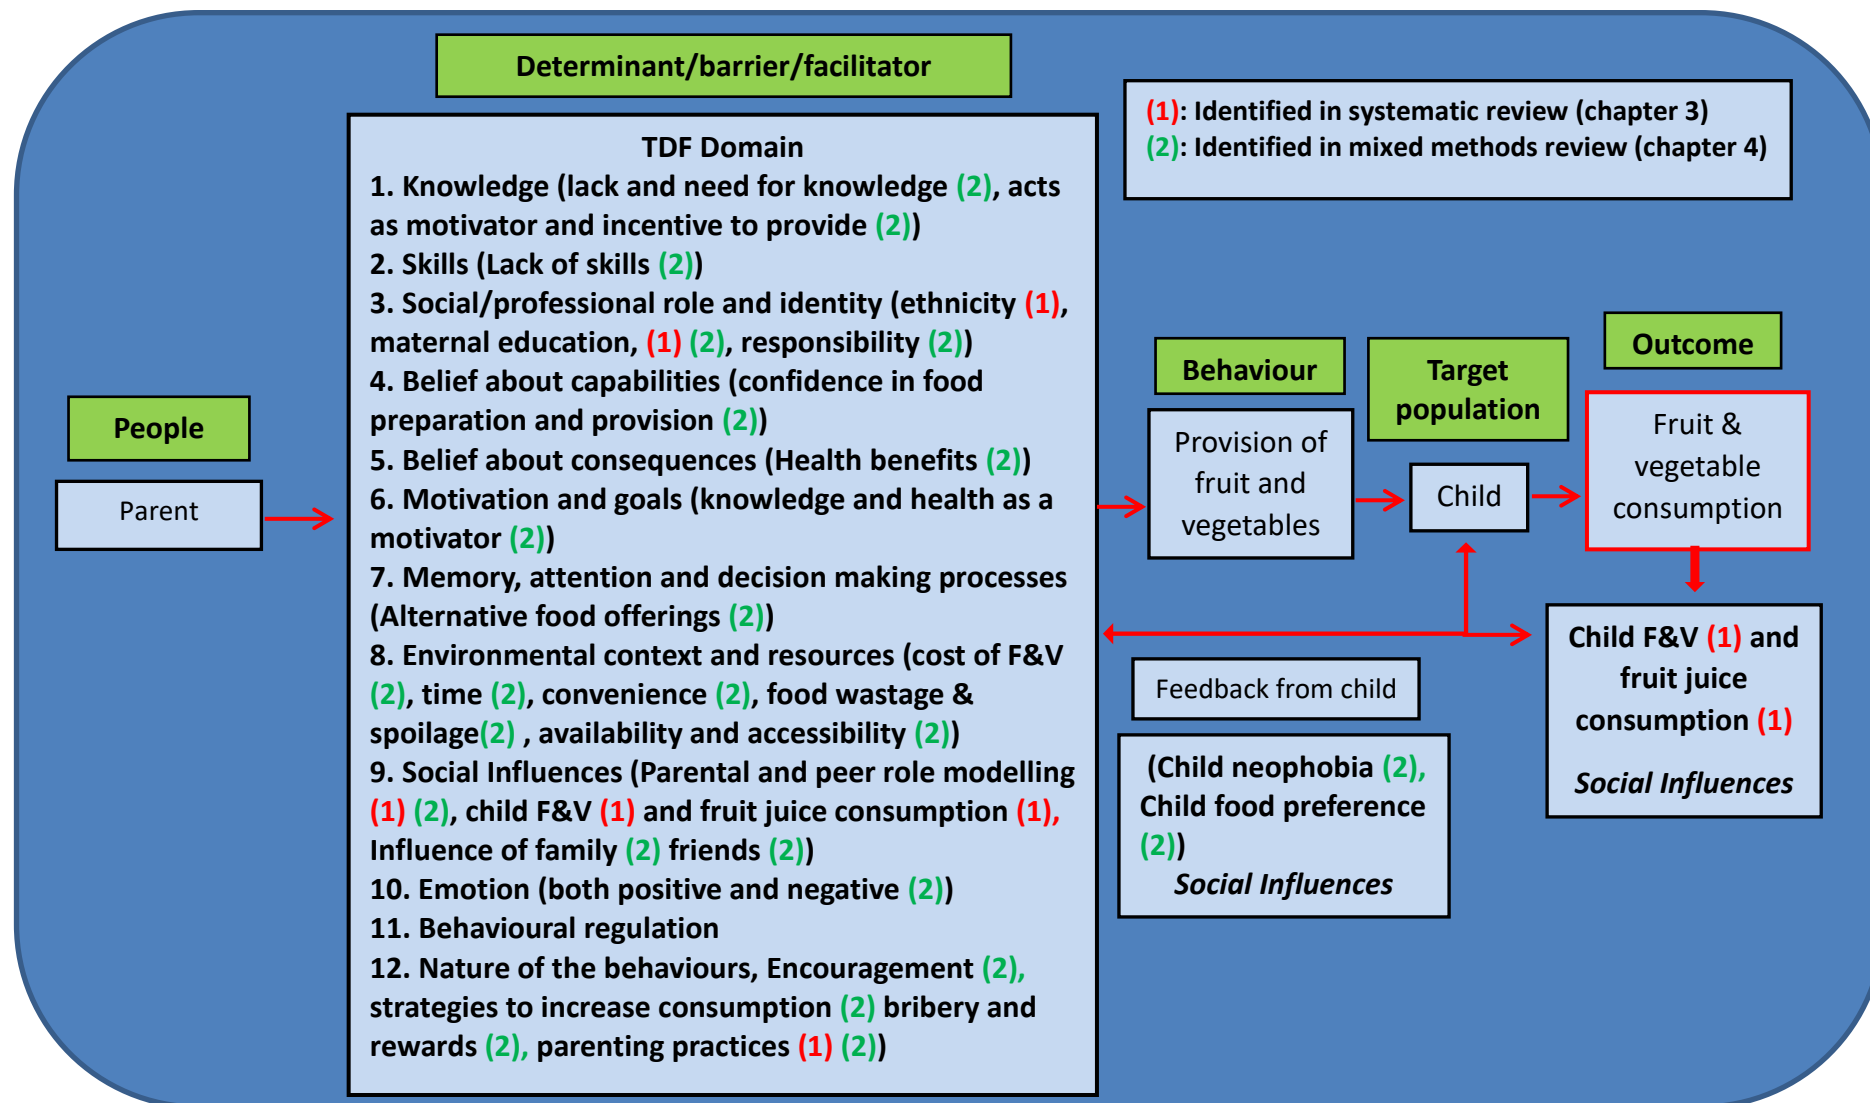 Determinant/barrier/facilitator
(1): Identified in systematic review (chapter 3)
(2): Identified in mixed methods review (chapter 4)
TDF Domain
1. Knowledge (lack and need for knowledge (2), acts
as motivator and incentive to provide (2))
2. Skills (Lack of skills (2))
3. Social/professional role and identity (ethnicity (1),
maternal education, (1) (2), responsibility (2))
4. Belief about capabilities (confidence in food
preparation and provision (2))
5. Belief about consequences (Health benefits (2))
6. Motivation and goals (knowledge and health as a
motivator (2))
7. Memory, attention and decision making processes
(Alternative food offerings (2))
8. Environmental context and resources (cost of F&V
(2), time (2), convenience (2), food wastage &
spoilage(2) , availability and accessibility (2))
9. Social Influences (Parental and peer role modelling
(1) (2), child F&V (1) and fruit juice consumption (1),
Influence of family (2) friends (2))
10. Emotion (both positive and negative (2))
11. Behavioural regulation
12. Nature of the behaviours, Encouragement (2),
strategies to increase consumption (2) bribery and
rewards (2), parenting practices (1) (2))
People
Parent
Behaviour
Provision of
fruit and
vegetables
Target
population
Child
Outcome
Fruit &
vegetable
consumption
Feedback from child
(Child neophobia (2),
Child food preference
(2))
Social Influences
Child F&V (1) and
fruit juice
consumption (1)
Social Influences